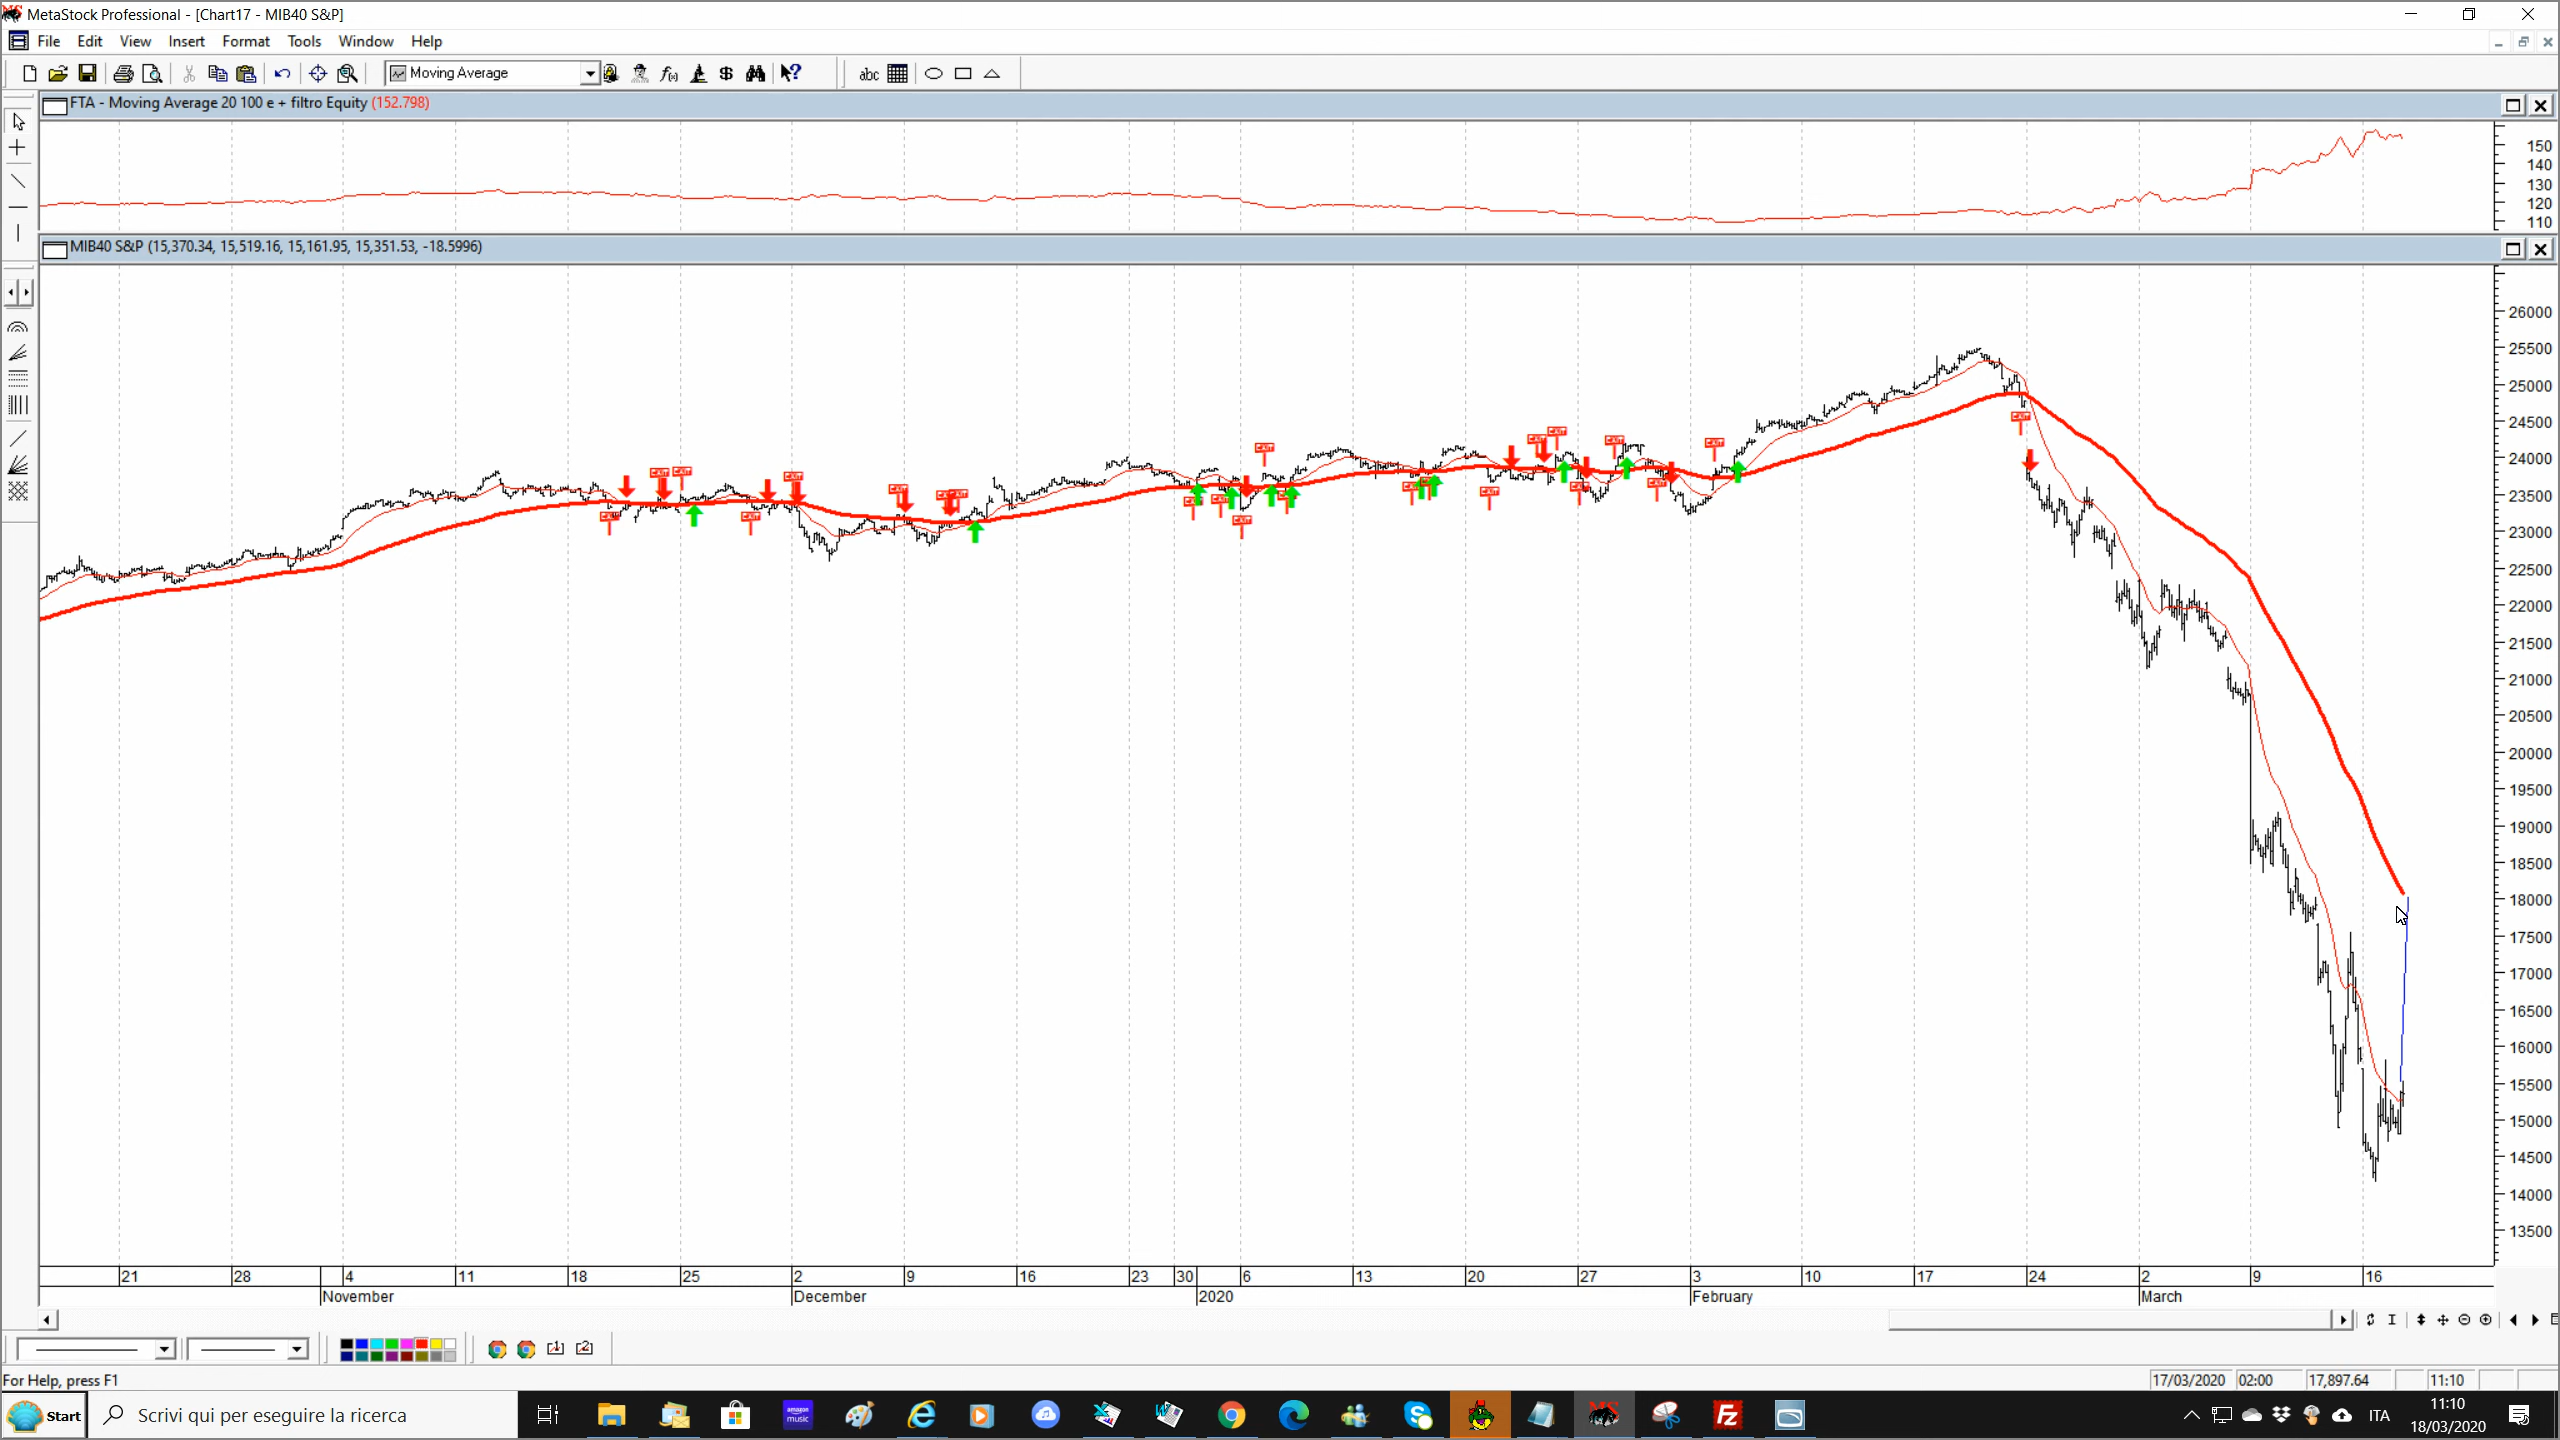 MetaStock Professional - [Chart17 - MIB40 S&P]
File Edit View Insert Format Tools Window Help
Moving Average
abc
FTA - Moving Average 20 100 e + filtro Equity (152.798)
150
140
130
120
110
MIB40 S&P (15,370.34, 15,519.16, 15,161.95, 15,351.53, -18.5996)
26000
25500
25000
24500
24000
23500
23000
22500
22000
21500
21000
20500
20000
19500
19000
18500
18000
17500
17000
16500
16000
15500
15000
14500
14000
13500
21 28 4 11 18 25 2 9 16 23 30 6 13 20 27 3 10 17 24 2 9 16
November December 2020 February March
For Help, press F1
17/03/2020 02:00 17,897.64 11:10
Start
Scrivi qui per eseguire la ricerca
amazon music
ITA
11:10
18/03/2020